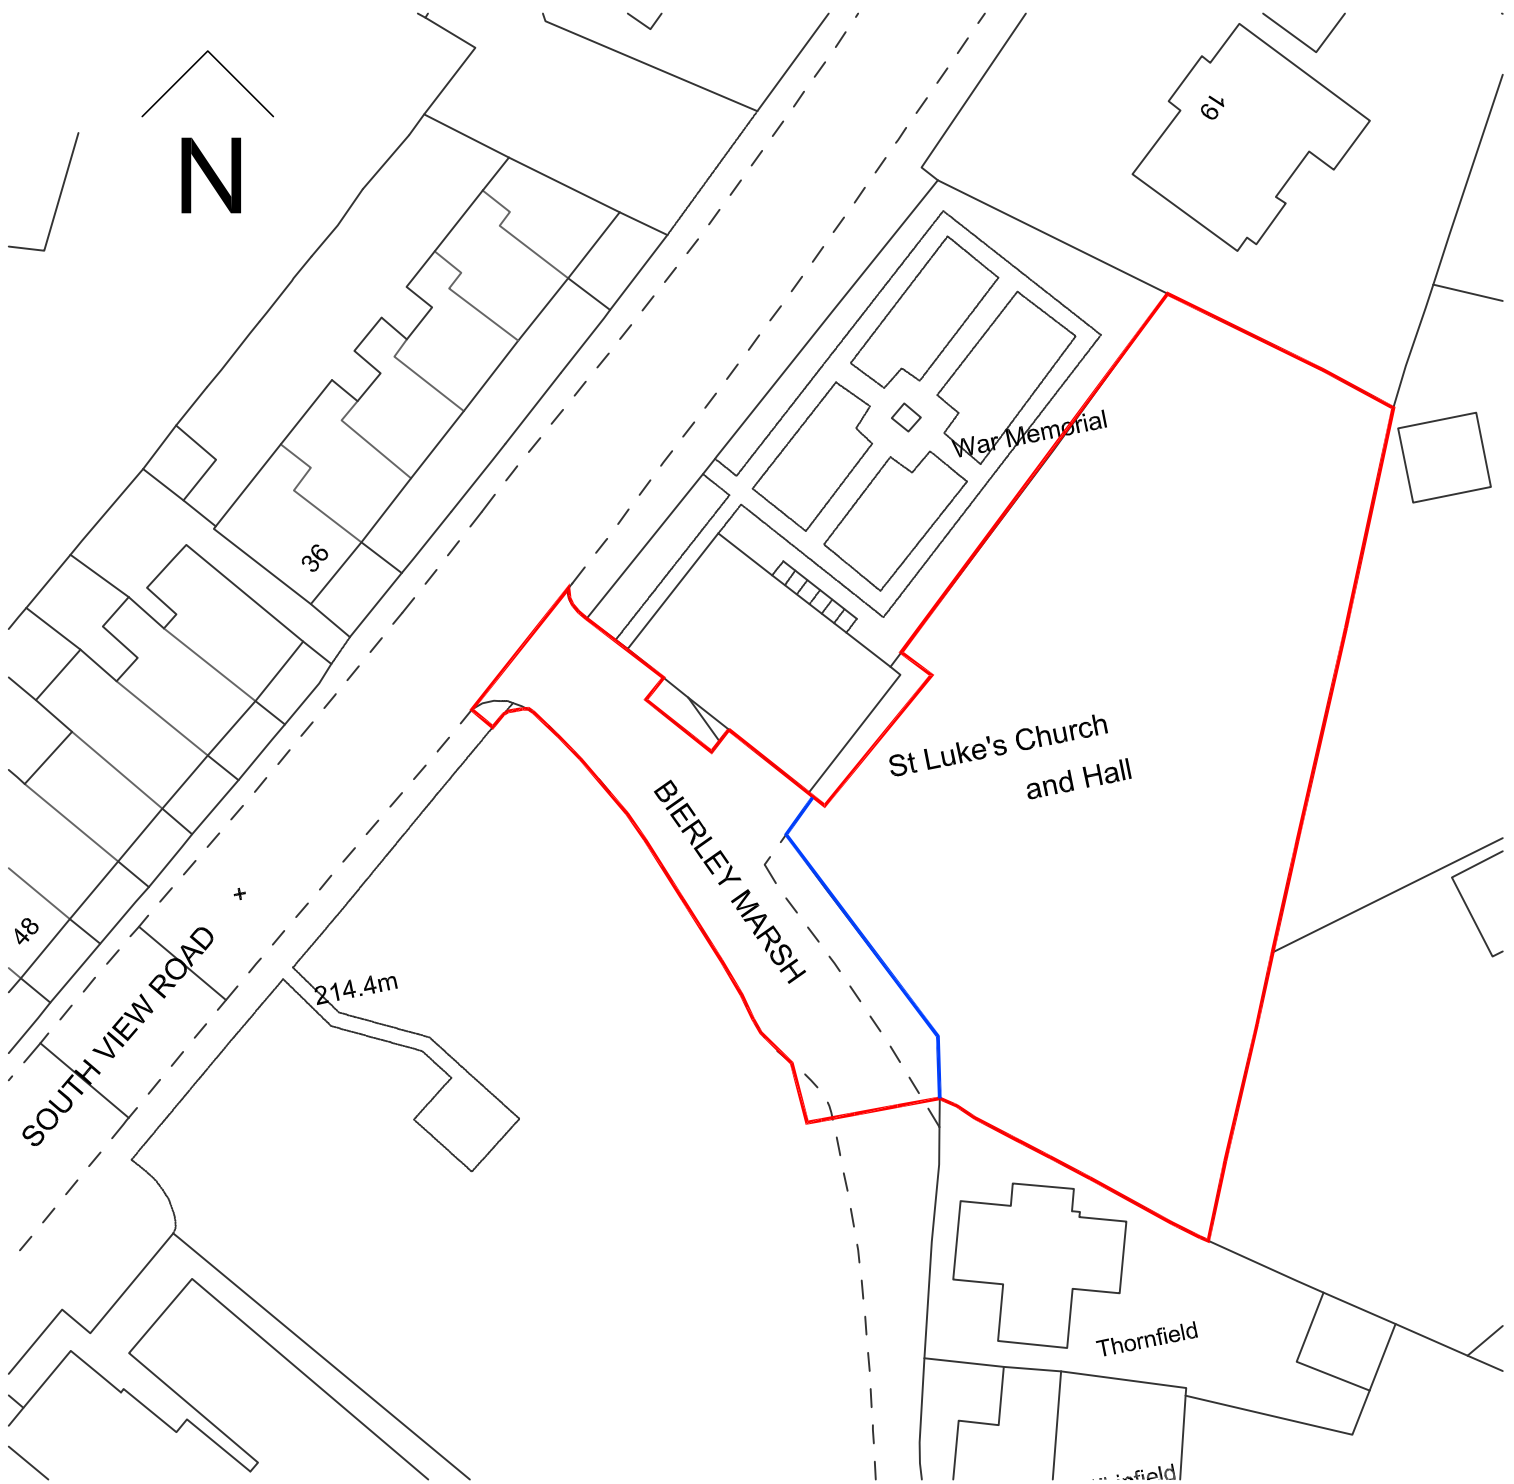 N
19
War Memorial
36
St Luke's Church
and Hall
BIERLEY MARSH
48
SOUTH VIEW ROAD
214.4m
Thornfield